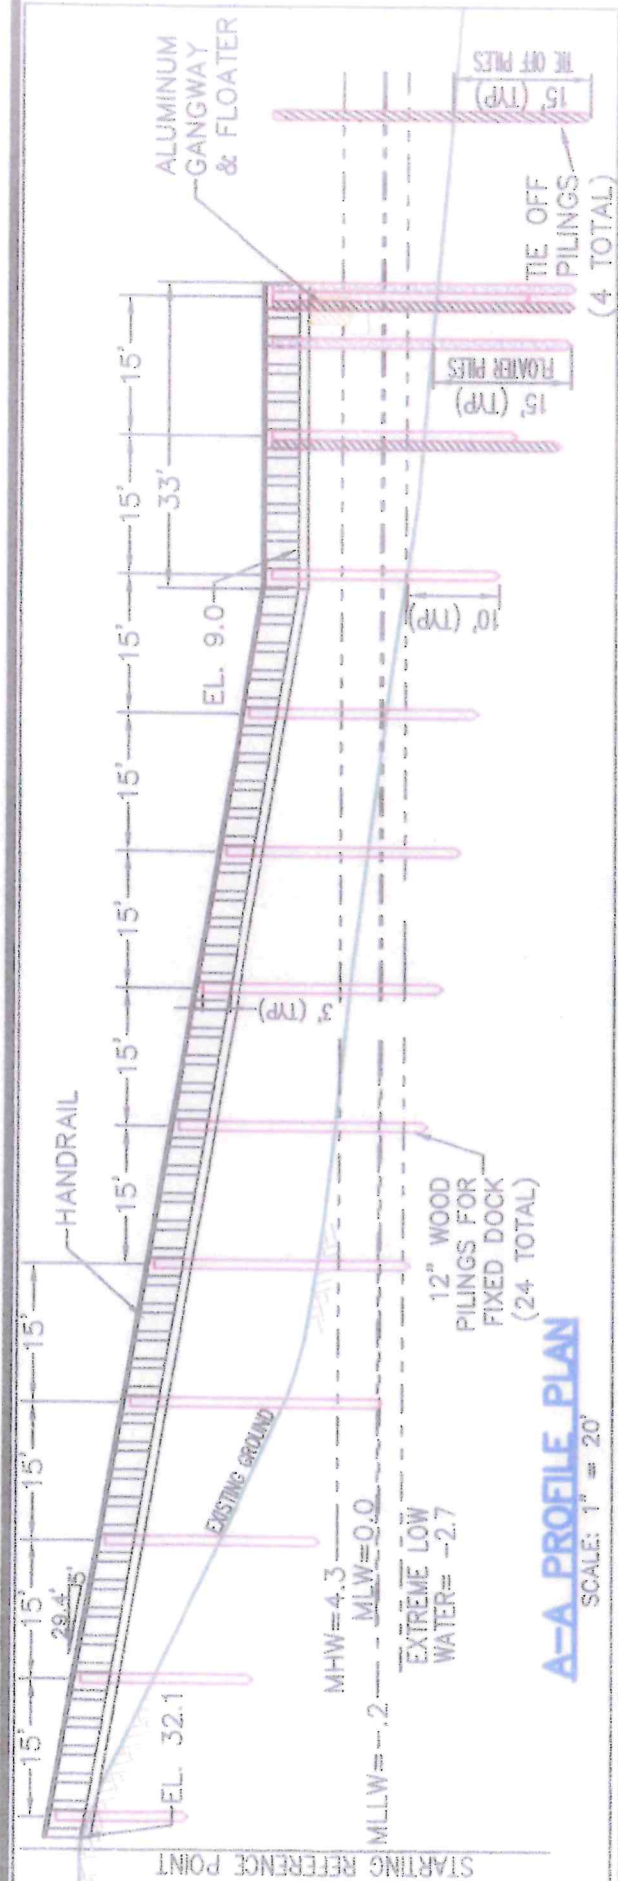 ALUMINUM
GANGWAY
& FLOATER
TIE OFF PILES
15' (TYP)
TIE OFF
PILINGS
(4 TOTAL)
FLOATER PILES
15' (TYP)
15'
15'
33'
EL. 9.0
10' (TYP)
15'
15'
15'
15'
15'
3' (TYP)
HANDRAIL
12" WOOD
PILINGS FOR
FIXED DOCK
(24 TOTAL)
15'
15'
15'
15'
29.4'
5'
EXISTING GROUND
EL. 32.1
MHW=4.3
MLW=0.0
MLLW=-.2
EXTREME LOW
WATER= -2.7
STARTING REFERENCE POINT
A-A PROFILE PLAN
SCALE: 1" = 20'